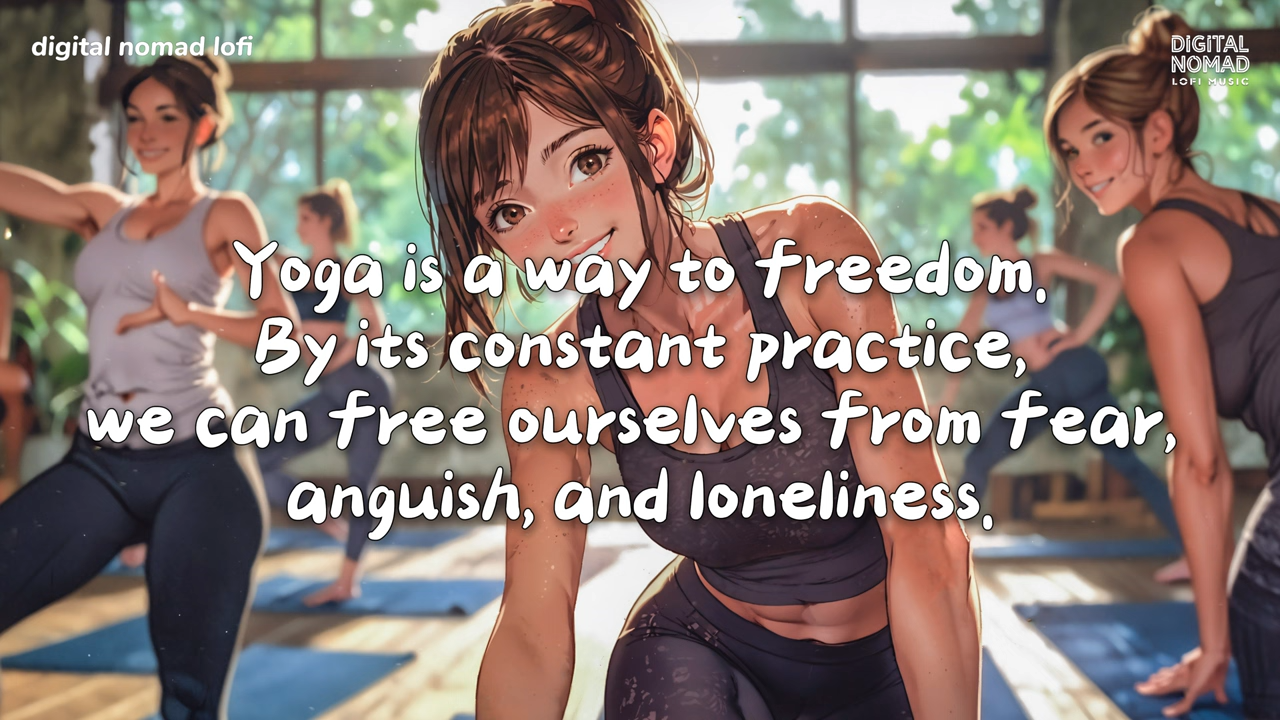 digital nomad lofi
DiGiTAL
NOMAD
LOFI MUSIC
Yoga is a way to freedom.
By its constant practice,
we can free ourselves from fear,
anguish, and loneliness.